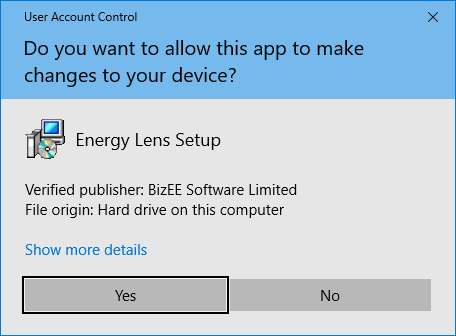 User Account Control
Do you want to allow this app to make
changes to your device?
Energy Lens Setup
Verified publisher: BizEE Software Limited
File origin: Hard drive on this computer
Show more details
Yes
No